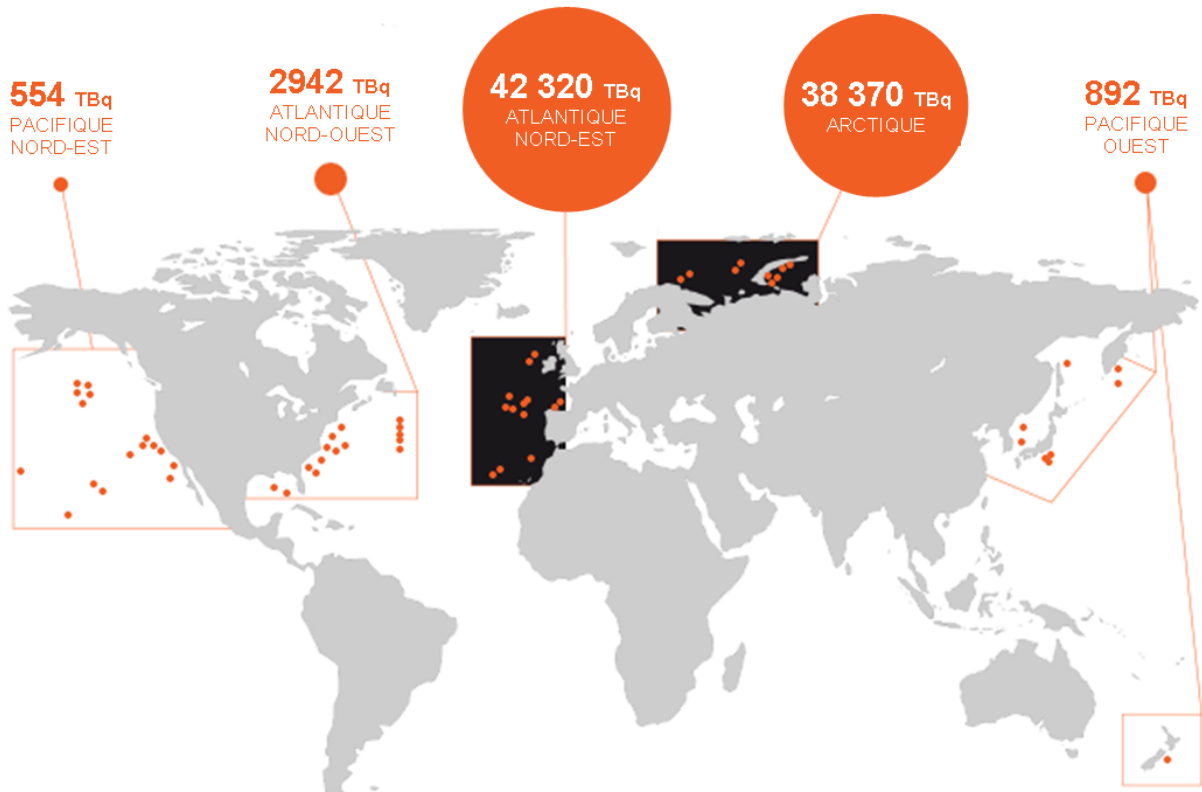 554 TBq
PACIFIQUE
NORD-EST
2942 TBq
ATLANTIQUE
NORD-OUEST
42 320 TBq
ATLANTIQUE
NORD-EST
38 370 TBq
ARCTIQUE
892 TBq
PACIFIQUE
OUEST